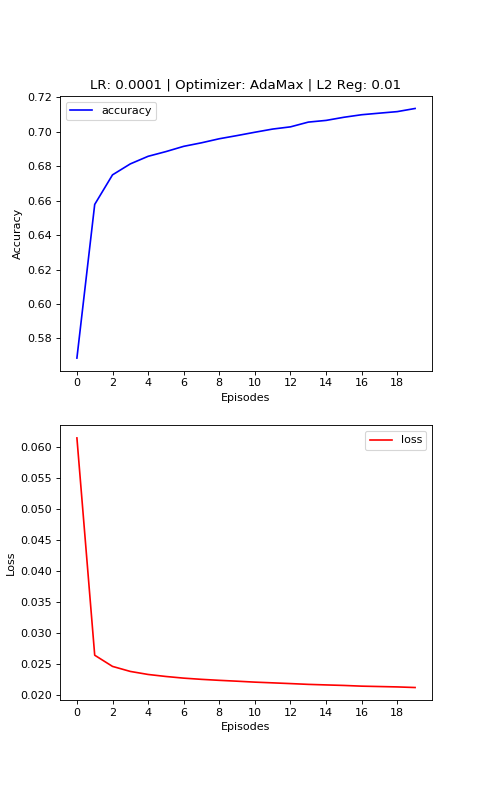 LR: 0.0001 | Optimizer: AdaMax | L2 Reg: 0.01
0.72
0.70
0.68
0.66
0.64
0.62
0.60
0.58
Accuracy
accuracy
0 2 4 6 8 10 12 14 16 18
Episodes
0.060
0.055
0.050
0.045
0.040
0.035
0.030
0.025
0.020
Loss
loss
0 2 4 6 8 10 12 14 16 18
Episodes